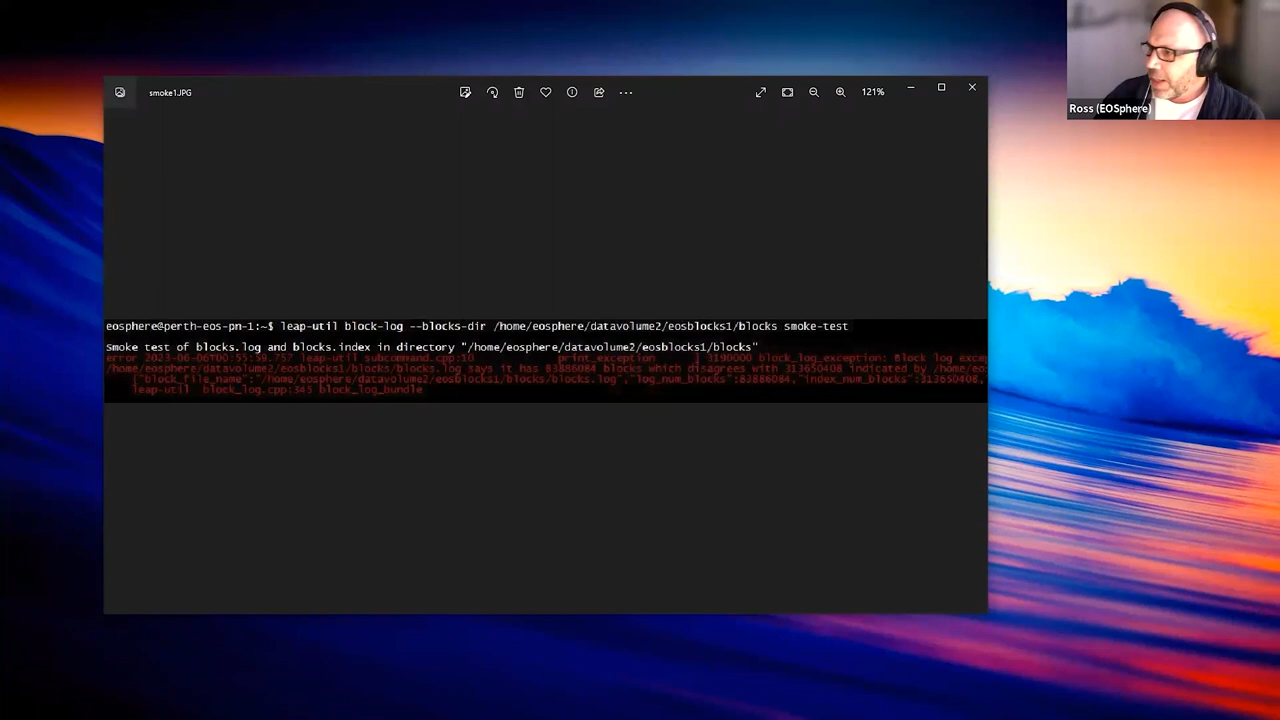 smoke1.JPG
121%
Ross (EOSphere)
eosphere@perth-eos-pn-1:~$ leap-util block-log --blocks-dir /home/eosphere/datavolume2/eosblocks1/blocks smoke-test
smoke test of blocks.log and blocks.index in directory "/home/eosphere/datavolume2/eosblocks1/blocks"
error 2023-06-06T00:55:59.757 leap-util subcommand.cpp:10 print_exception ] 3190000 block_log_exception: Block log excep
/home/eosphere/datavolume2/eosblocks1/blocks/blocks.log says it has 83886084 blocks which disagrees with 313650408 indicated by /home/eos
{"block_file_name":"/home/eosphere/datavolume2/eosblocks1/blocks/blocks.log","log_num_blocks":83886084,"index_num_blocks":313650408,
leap-util block_log.cpp:345 block_log_bundle